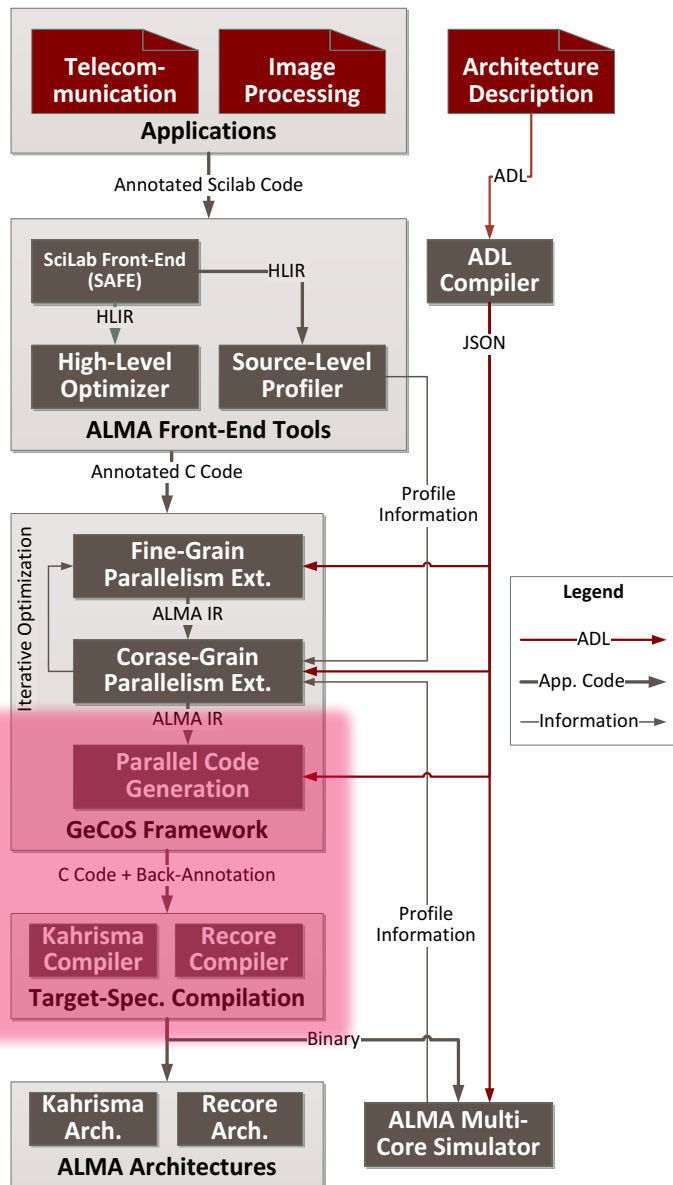 Telecom-
munication
Image
Processing
Applications
Architecture
Description
Annotated Scilab Code
ADL
SciLab Front-End
(SAFE)
HLIR
HLIR
High-Level
Optimizer
Source-Level
Profiler
ALMA Front-End Tools
ADL
Compiler
JSON
Annotated C Code
Profile
Information
Iterative Optimization
Fine-Grain
Parallelism Ext.
ALMA IR
Corase-Grain
Parallelism Ext.
ALMA IR
Parallel Code
Generation
GeCoS Framework
Legend
ADL
App. Code
Information
C Code + Back-Annotation
Profile
Information
Kahrisma
Compiler
Recore
Compiler
Target-Spec. Compilation
Binary
Kahrisma
Arch.
Recore
Arch.
ALMA Architectures
ALMA Multi-
Core Simulator